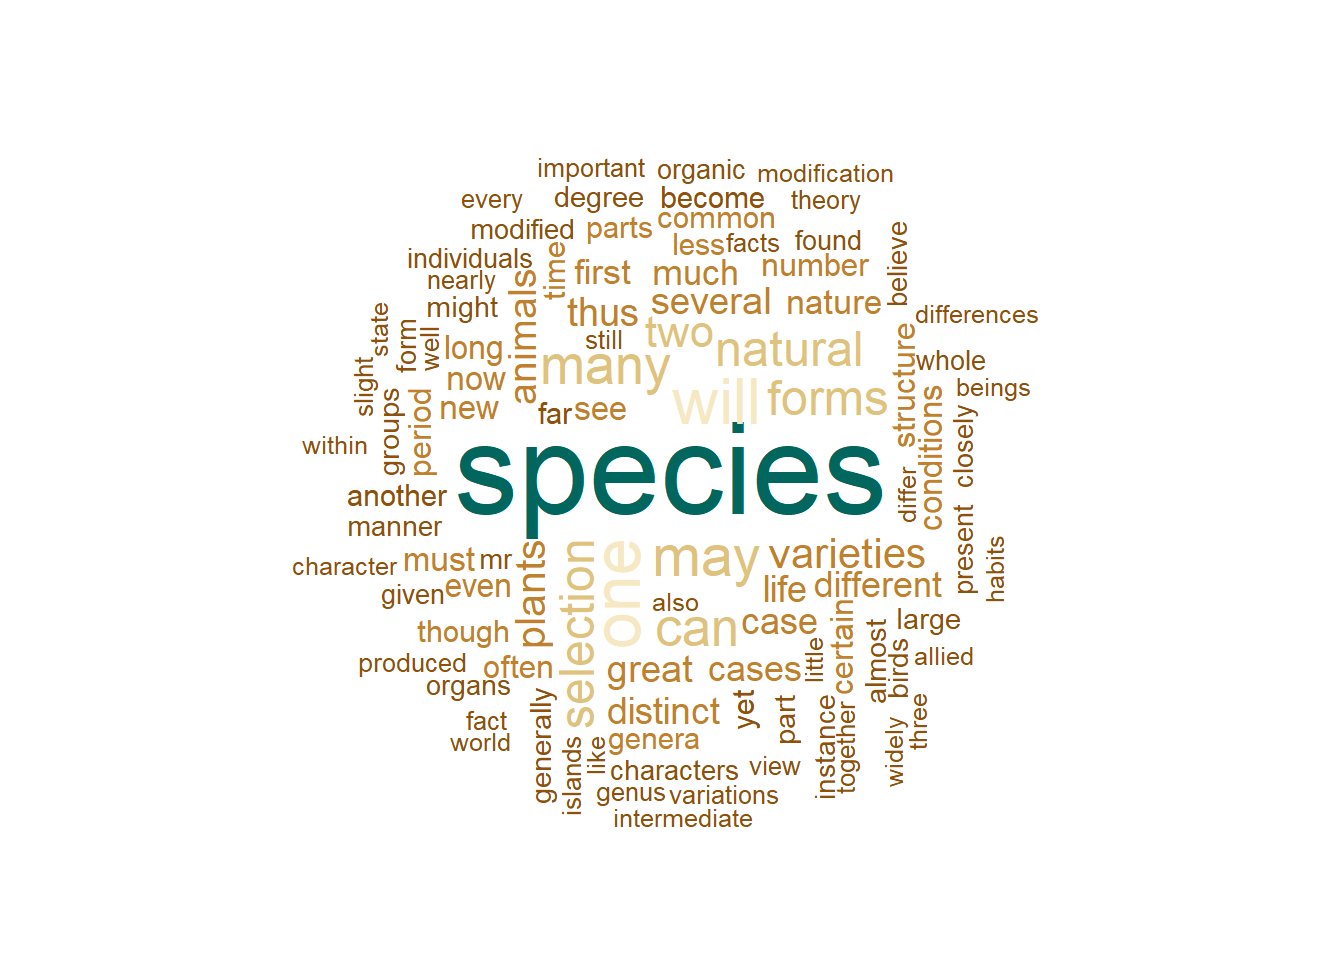 important
organic
modification
every
degree
become
theory
modified
parts
common
individuals
less
facts
found
believe
nearly
time
first
much
number
animals
might
thus
several
nature
differences
state
form
well
long
still
two
natural
structure
whole
slight
now
many
will
forms
beings
groups
period
new
far
see
conditions
closely
within
species
differ
another
manner
present
habits
character
must
mr
plants
selection
one
may
varieties
given
even
life
different
also
though
can
case
certain
large
produced
often
great
cases
little
almost
birds
allied
organs
generally
distinct
yet
part
instance
together
widely
three
fact
world
genera
islands
like
characters
view
genus
variations
intermediate